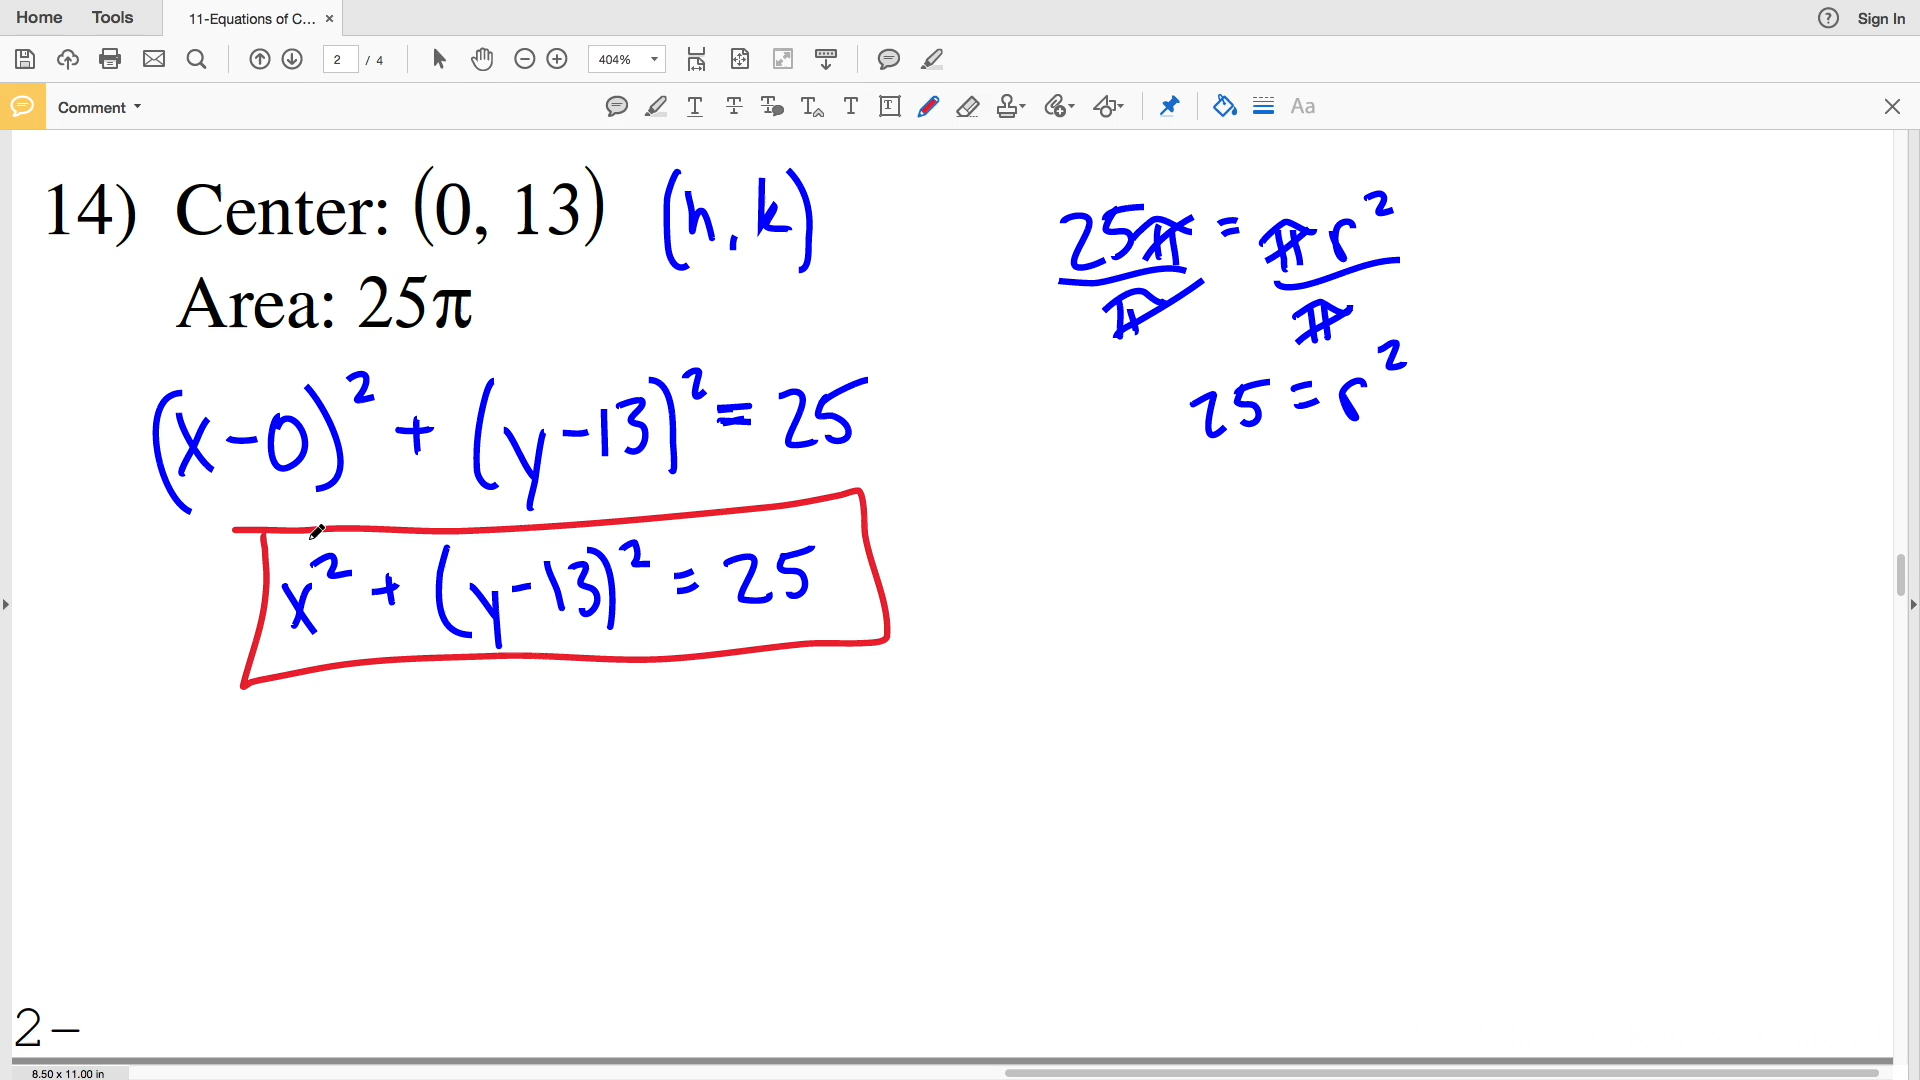 Home Tools 11-Equations of C... × ? Sign In
2 / 4 404%
Comment Aa
14) Center: (0, 13) (h, k)
Area: 25π
25π = πr²
π π
25 = r²
(x-0)² + (y-13)² = 25
x² + (y-13)² = 25
2-
8.50 x 11.00 in